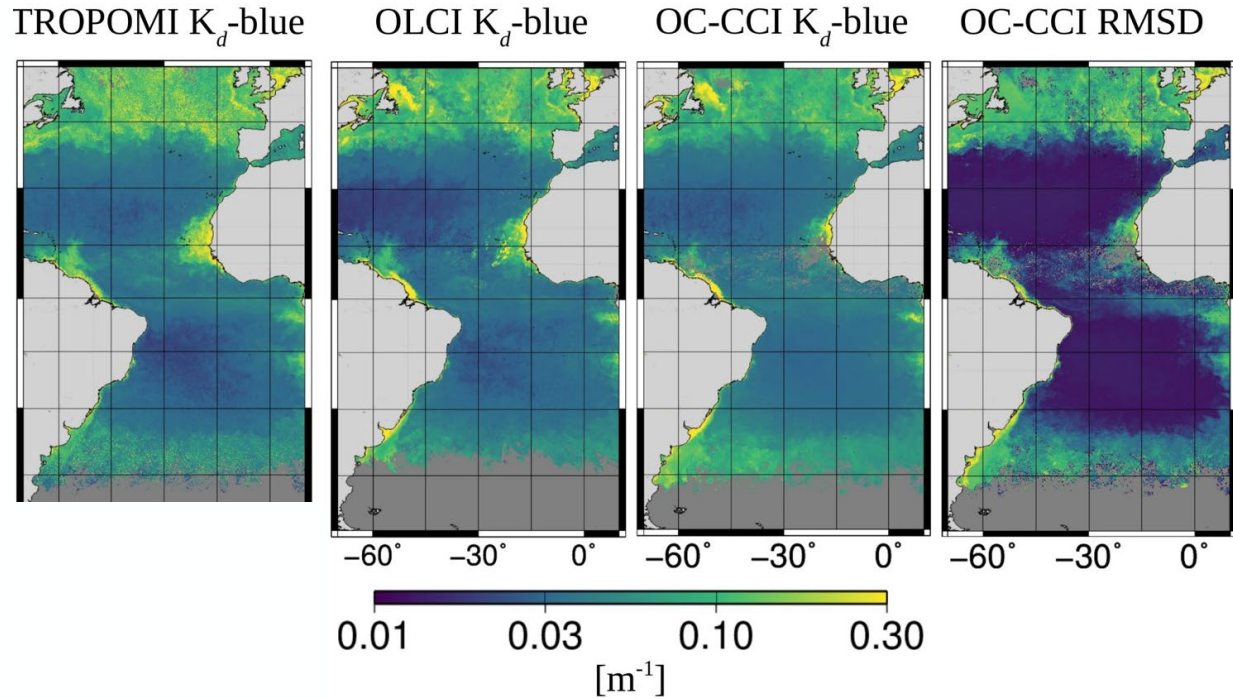 TROPOMI K_d-blue OLCI K_d-blue OC-CCI K_d-blue OC-CCI RMSD
−60° −30° 0° −60° −30° 0° −60° −30° 0°
0.01 0.03 0.10 0.30
[m⁻¹]